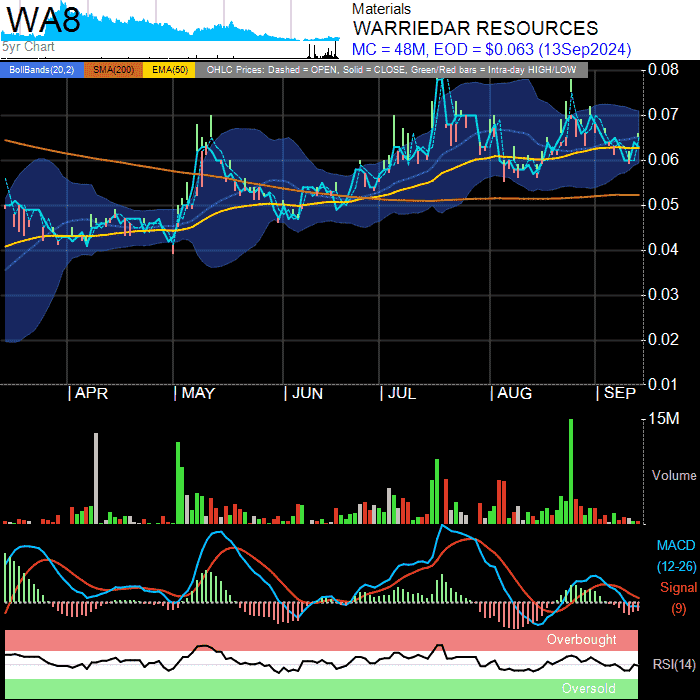 WA8
5yr Chart
Materials
WARRIEDAR RESOURCES
MC = 48M, EOD = $0.063 (13Sep2024)
BollBands(20,2) SMA(200) EMA(50) OHLC Prices: Dashed = OPEN, Solid = CLOSE, Green/Red bars = Intra-day HIGH/LOW
0.08
0.07
0.06
0.05
0.04
0.03
0.02
0.01
| APR | MAY | JUN | JUL | AUG | SEP
15M
Volume
MACD
(12-26)
Signal
(9)
Overbought
RSI(14)
Oversold